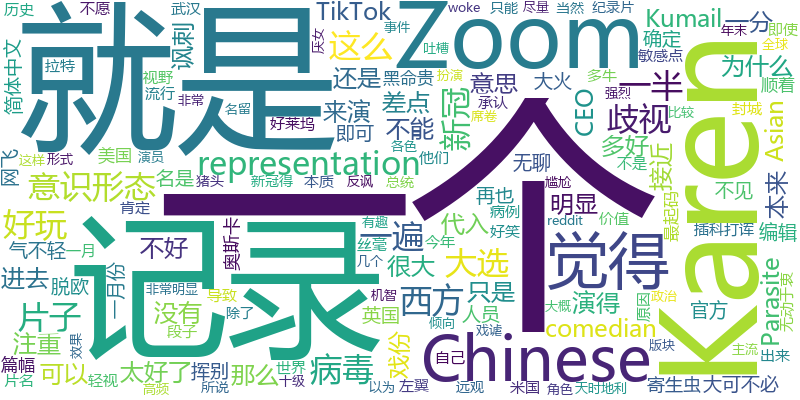 历史
不愿
武汉
只能
尽量
当然
纪录片
事件
厌女
TikTok
woke
Kumail
一分
即使
年末
全球
吐槽
扮演
确定
敏感点
讽刺
这么
Zoom
简体中文
拉特
视野
流行
黑命贵
还是
意思
大火
多牛
为什么
顺着
就是
非常
名留
来演
差点
一半
强烈
比较
封城
好莱坞
承认
席卷
各色
CEO
Asian
网飞
这样
形式
演员
他们
即可
不能
新冠
歧视
多好
美国
representation
无聊
不是
猪头
新冠得
本质
反讽
总统
一个
Karen
接近
不见
意识形态
名是
肯定
奥斯卡
再也
尴尬
明显
最起码
本来
好玩
不好
代入
病例
好笑
reddit
价值
插科打诨
气不轻
一月
有趣
丝毫
今年
记录
一遍
觉得
进去
脱欧
一月份
几个
很大
大选
原因
政治
官方
编辑
非常明显
导致
机智
倾向
戏谑
大概
版块
片子
没有
英国
西方
只是
演得
出来
无动于衷
段子
除了
自己
人员
主流
注重
病毒
Chinese
comedian
Parasite
效果
世界
戏份
篇幅
可以
太好了
挥别
那么
片名
轻视
高频
所说
十级
以为
左翼
远观
米国
角色
天时地利
寄生虫
大可不必